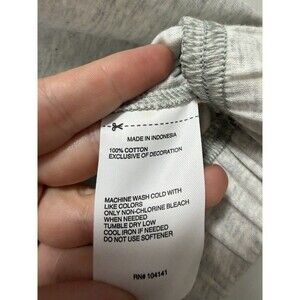 MADE IN INDONESIA
100% COTTON
EXCLUSIVE OF DECORATION
MACHINE WASH COLD WITH
LIKE COLORS
ONLY NON-CHLORINE BLEACH
WHEN NEEDED
TUMBLE DRY LOW
COOL IRON IF NEEDED
DO NOT USE SOFTENER
RN# 104141